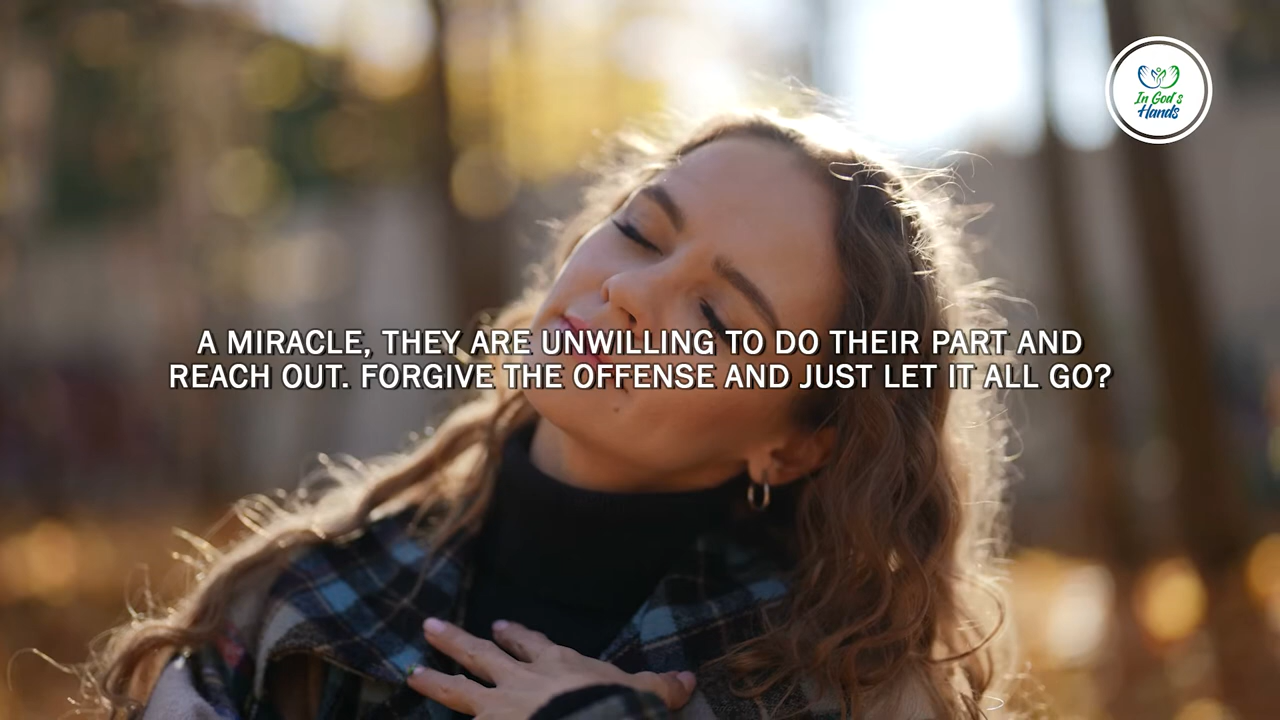 In God's
Hands
A MIRACLE, THEY ARE UNWILLING TO DO THEIR PART AND
REACH OUT. FORGIVE THE OFFENSE AND JUST LET IT ALL GO?